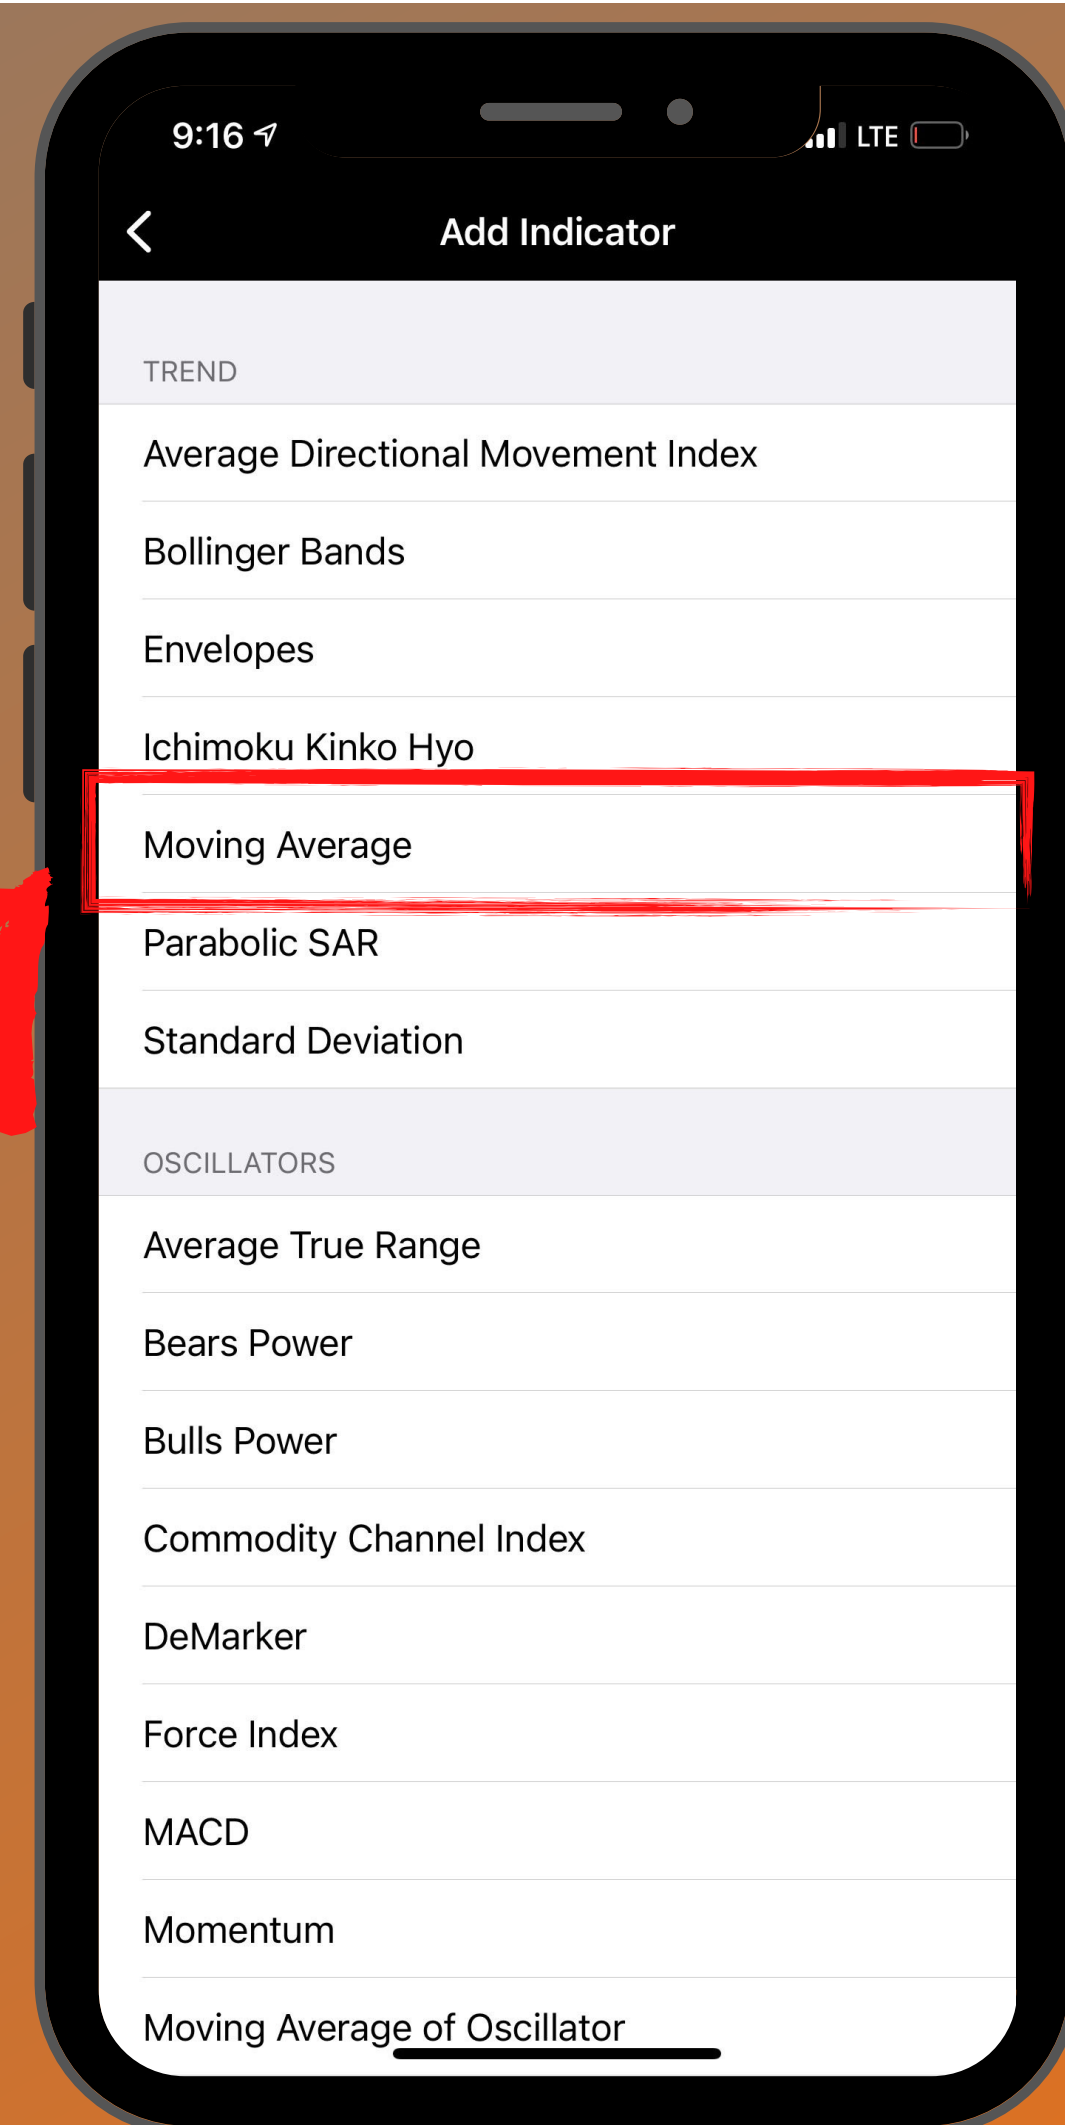 9:16
LTE
Add Indicator
TREND
Average Directional Movement Index
Bollinger Bands
Envelopes
Ichimoku Kinko Hyo
Moving Average
Parabolic SAR
Standard Deviation
OSCILLATORS
Average True Range
Bears Power
Bulls Power
Commodity Channel Index
DeMarker
Force Index
MACD
Momentum
Moving Average of Oscillator